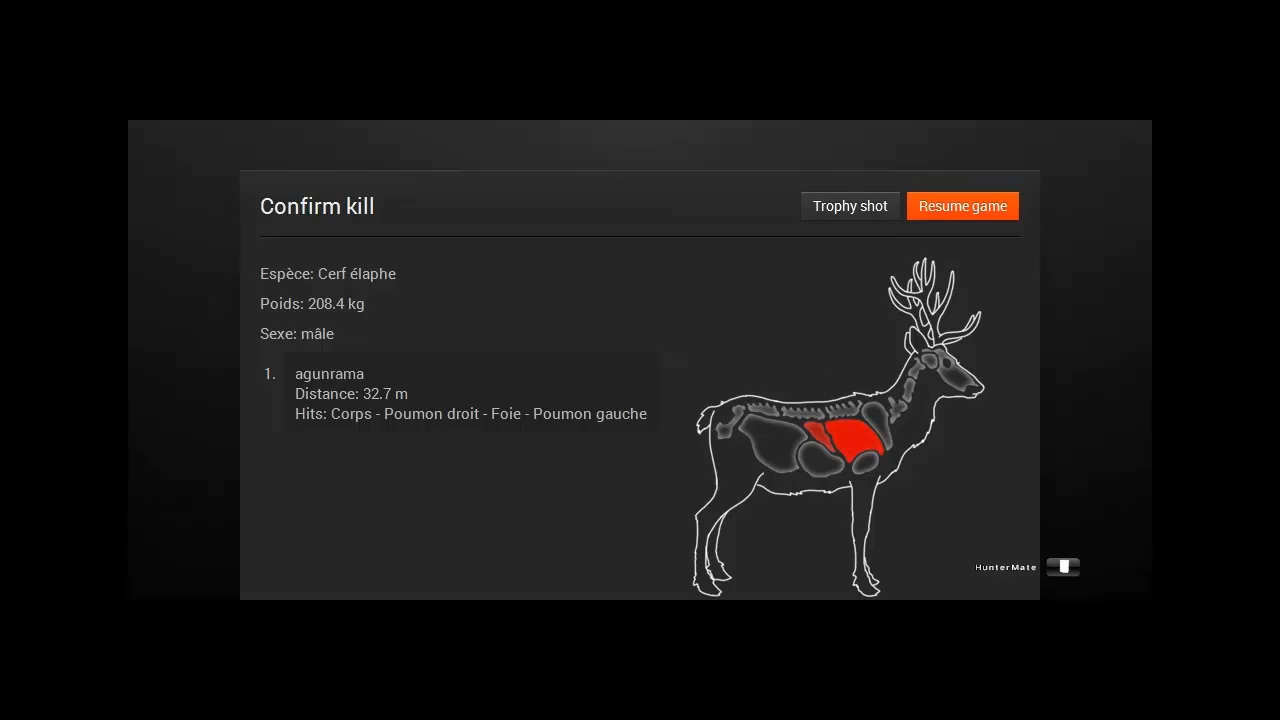 Confirm kill
Trophy shot
Resume game
Espèce: Cerf élaphe
Poids: 208.4 kg
Sexe: mâle
1. agunrama
Distance: 32.7 m
Hits: Corps - Poumon droit - Foie - Poumon gauche
HunterMate